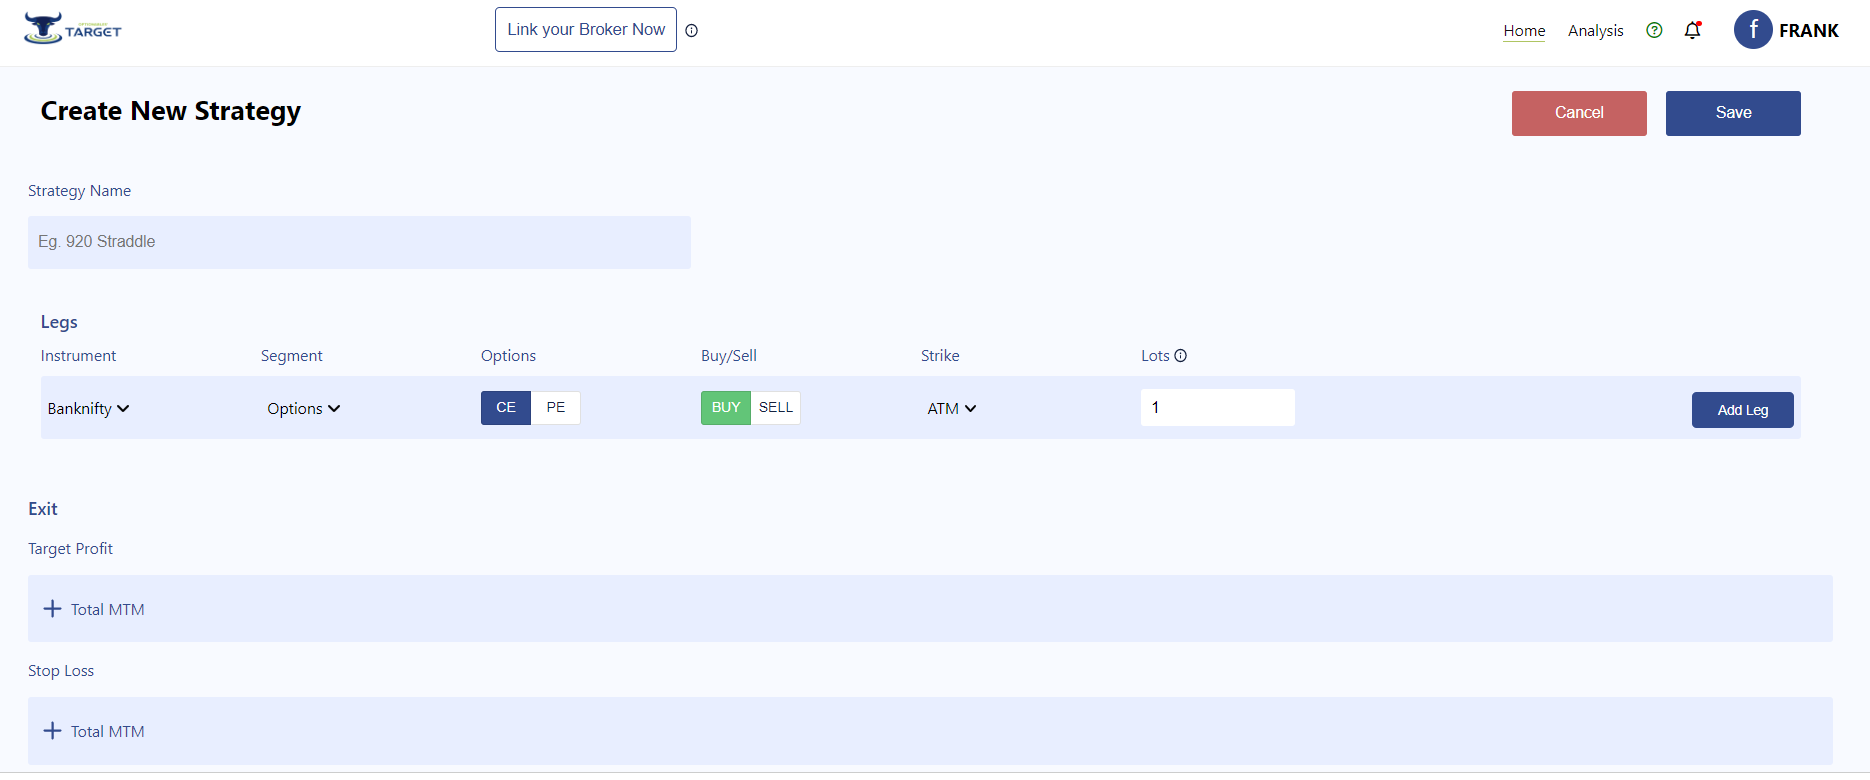 TARGET
Link your Broker Now
Home Analysis
f FRANK
Create New Strategy
Cancel Save
Strategy Name
Eg. 920 Straddle
Legs
Instrument Segment Options Buy/Sell Strike Lots
Banknifty Options CE PE BUY SELL ATM 1 Add Leg
Exit
Target Profit
+ Total MTM
Stop Loss
+ Total MTM